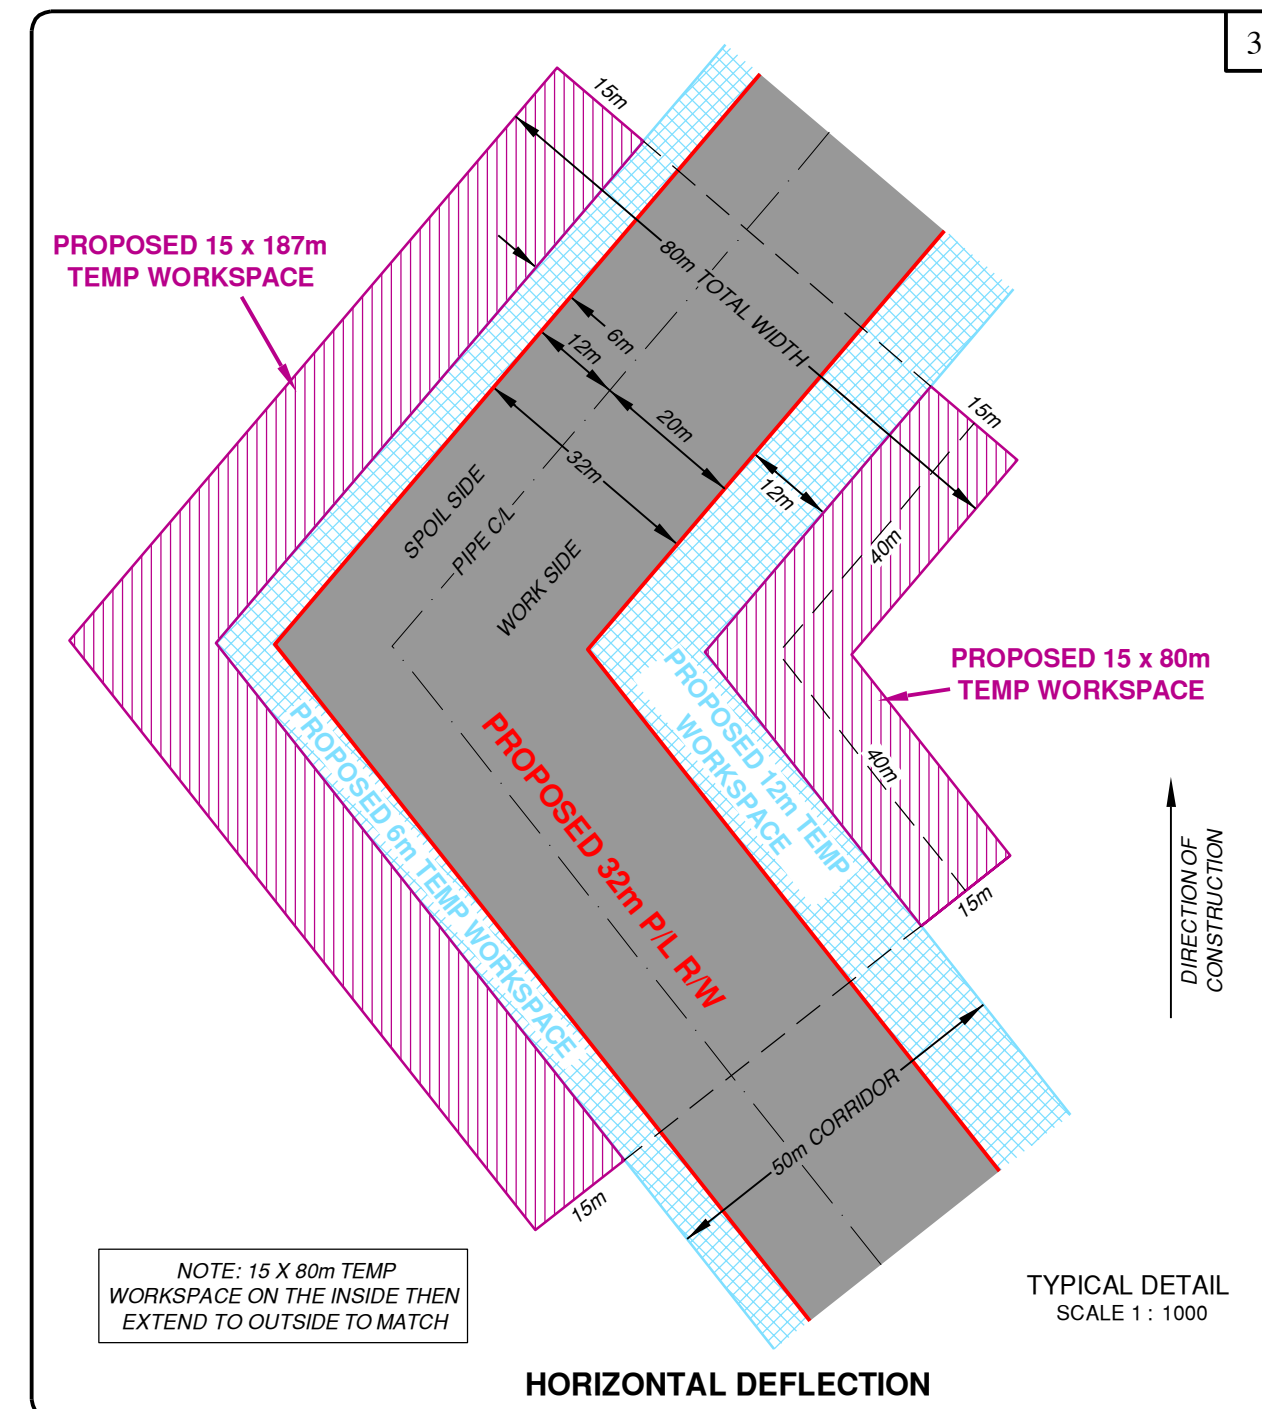 3
15m
PROPOSED 15 x 187m
TEMP WORKSPACE
80m TOTAL WIDTH
6m
12m
20m
32m
15m
12m
SPOIL SIDE
PIPE C/L
WORK SIDE
40m
PROPOSED 15 x 80m
TEMP WORKSPACE
PROPOSED 12m TEMP
WORKSPACE
40m
PROPOSED 6m TEMP WORKSPACE
PROPOSED 32m P/L R/W
15m
DIRECTION OF
CONSTRUCTION
50m CORRIDOR
15m
NOTE: 15 X 80m TEMP
WORKSPACE ON THE INSIDE THEN
EXTEND TO OUTSIDE TO MATCH
TYPICAL DETAIL
SCALE 1 : 1000
HORIZONTAL DEFLECTION